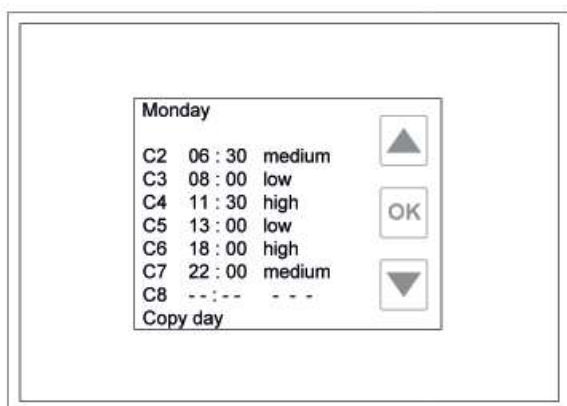 Monday
C2 06 : 30 medium
C3 08 : 00 low
C4 11 : 30 high
C5 13 : 00 low
C6 18 : 00 high
C7 22 : 00 medium
C8 - - : - - - - -
Copy day
OK